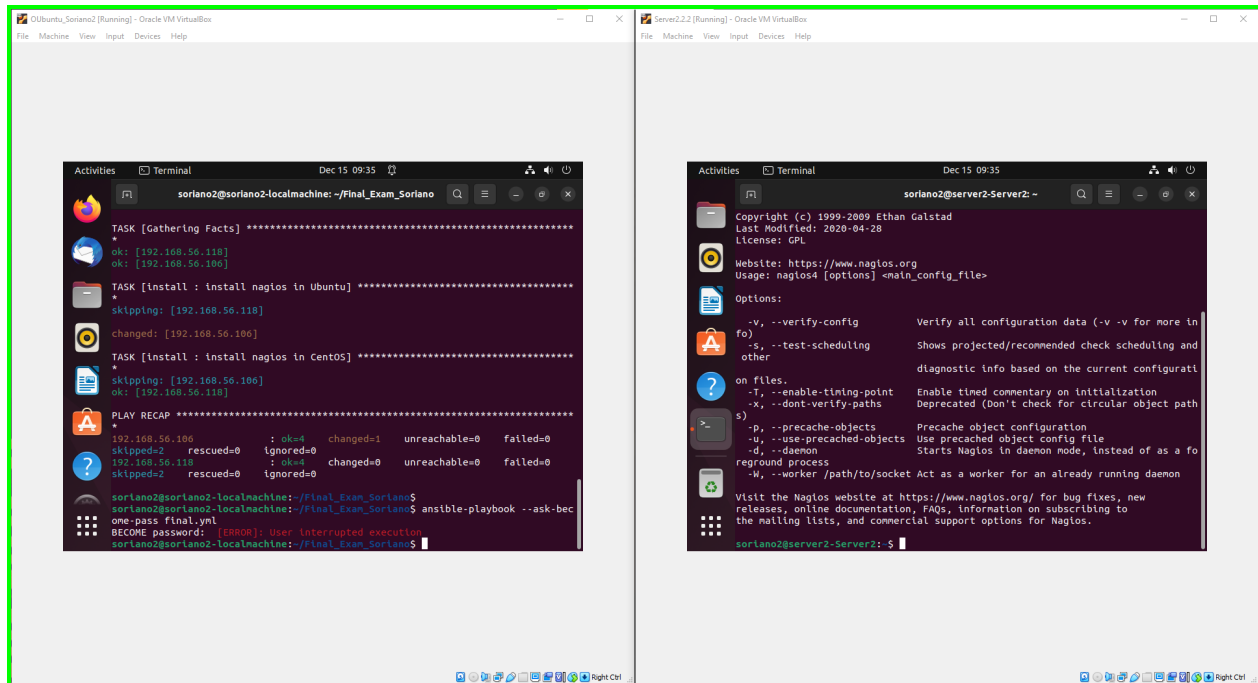 OUbuntu_Soriano2 [Running] - Oracle VM VirtualBox
File Machine View Input Devices Help
Activities Terminal Dec 15 09:35
soriano2@soriano2-localmachine: ~/Final_Exam_Soriano
TASK [Gathering Facts] *******************************************************
*
ok: [192.168.56.118]
ok: [192.168.56.106]
TASK [install : install nagios in Ubuntu] ************************************
*
skipping: [192.168.56.118]
changed: [192.168.56.106]
TASK [install : install nagios in CentOS] ************************************
*
skipping: [192.168.56.106]
ok: [192.168.56.118]
PLAY RECAP *******************************************************************
*
192.168.56.106 : ok=4 changed=1 unreachable=0 failed=0
skipped=2 rescued=0 ignored=0
192.168.56.118 : ok=4 changed=0 unreachable=0 failed=0
skipped=2 rescued=0 ignored=0
soriano2@soriano2-localmachine:~/Final_Exam_Soriano$
soriano2@soriano2-localmachine:~/Final_Exam_Soriano$ ansible-playbook --ask-bec
ome-pass final.yml
BECOME password: [ERROR]: User interrupted execution
soriano2@soriano2-localmachine:~/Final_Exam_Soriano$
Right Ctrl
Server2.2.2 [Running] - Oracle VM VirtualBox
File Machine View Input Devices Help
Activities Terminal Dec 15 09:35
soriano2@server2-Server2: ~
Copyright (c) 1999-2009 Ethan Galstad
Last Modified: 2020-04-28
License: GPL
Website: https://www.nagios.org
Usage: nagios4 [options] <main_config_file>
Options:
-v, --verify-config Verify all configuration data (-v -v for more in
fo)
-s, --test-scheduling Shows projected/recommended check scheduling and
other
diagnostic info based on the current configurati
on files.
-T, --enable-timing-point Enable timed commentary on initialization
-x, --dont-verify-paths Deprecated (Don't check for circular object path
s)
-p, --precache-objects Precache object configuration
-u, --use-precached-objects Use precached object config file
-d, --daemon Starts Nagios in daemon mode, instead of as a fo
reground process
-W, --worker /path/to/socket Act as a worker for an already running daemon
Visit the Nagios website at https://www.nagios.org/ for bug fixes, new
releases, online documentation, FAQs, information on subscribing to
the mailing lists, and commercial support options for Nagios.
soriano2@server2-Server2:~$
Right Ctrl